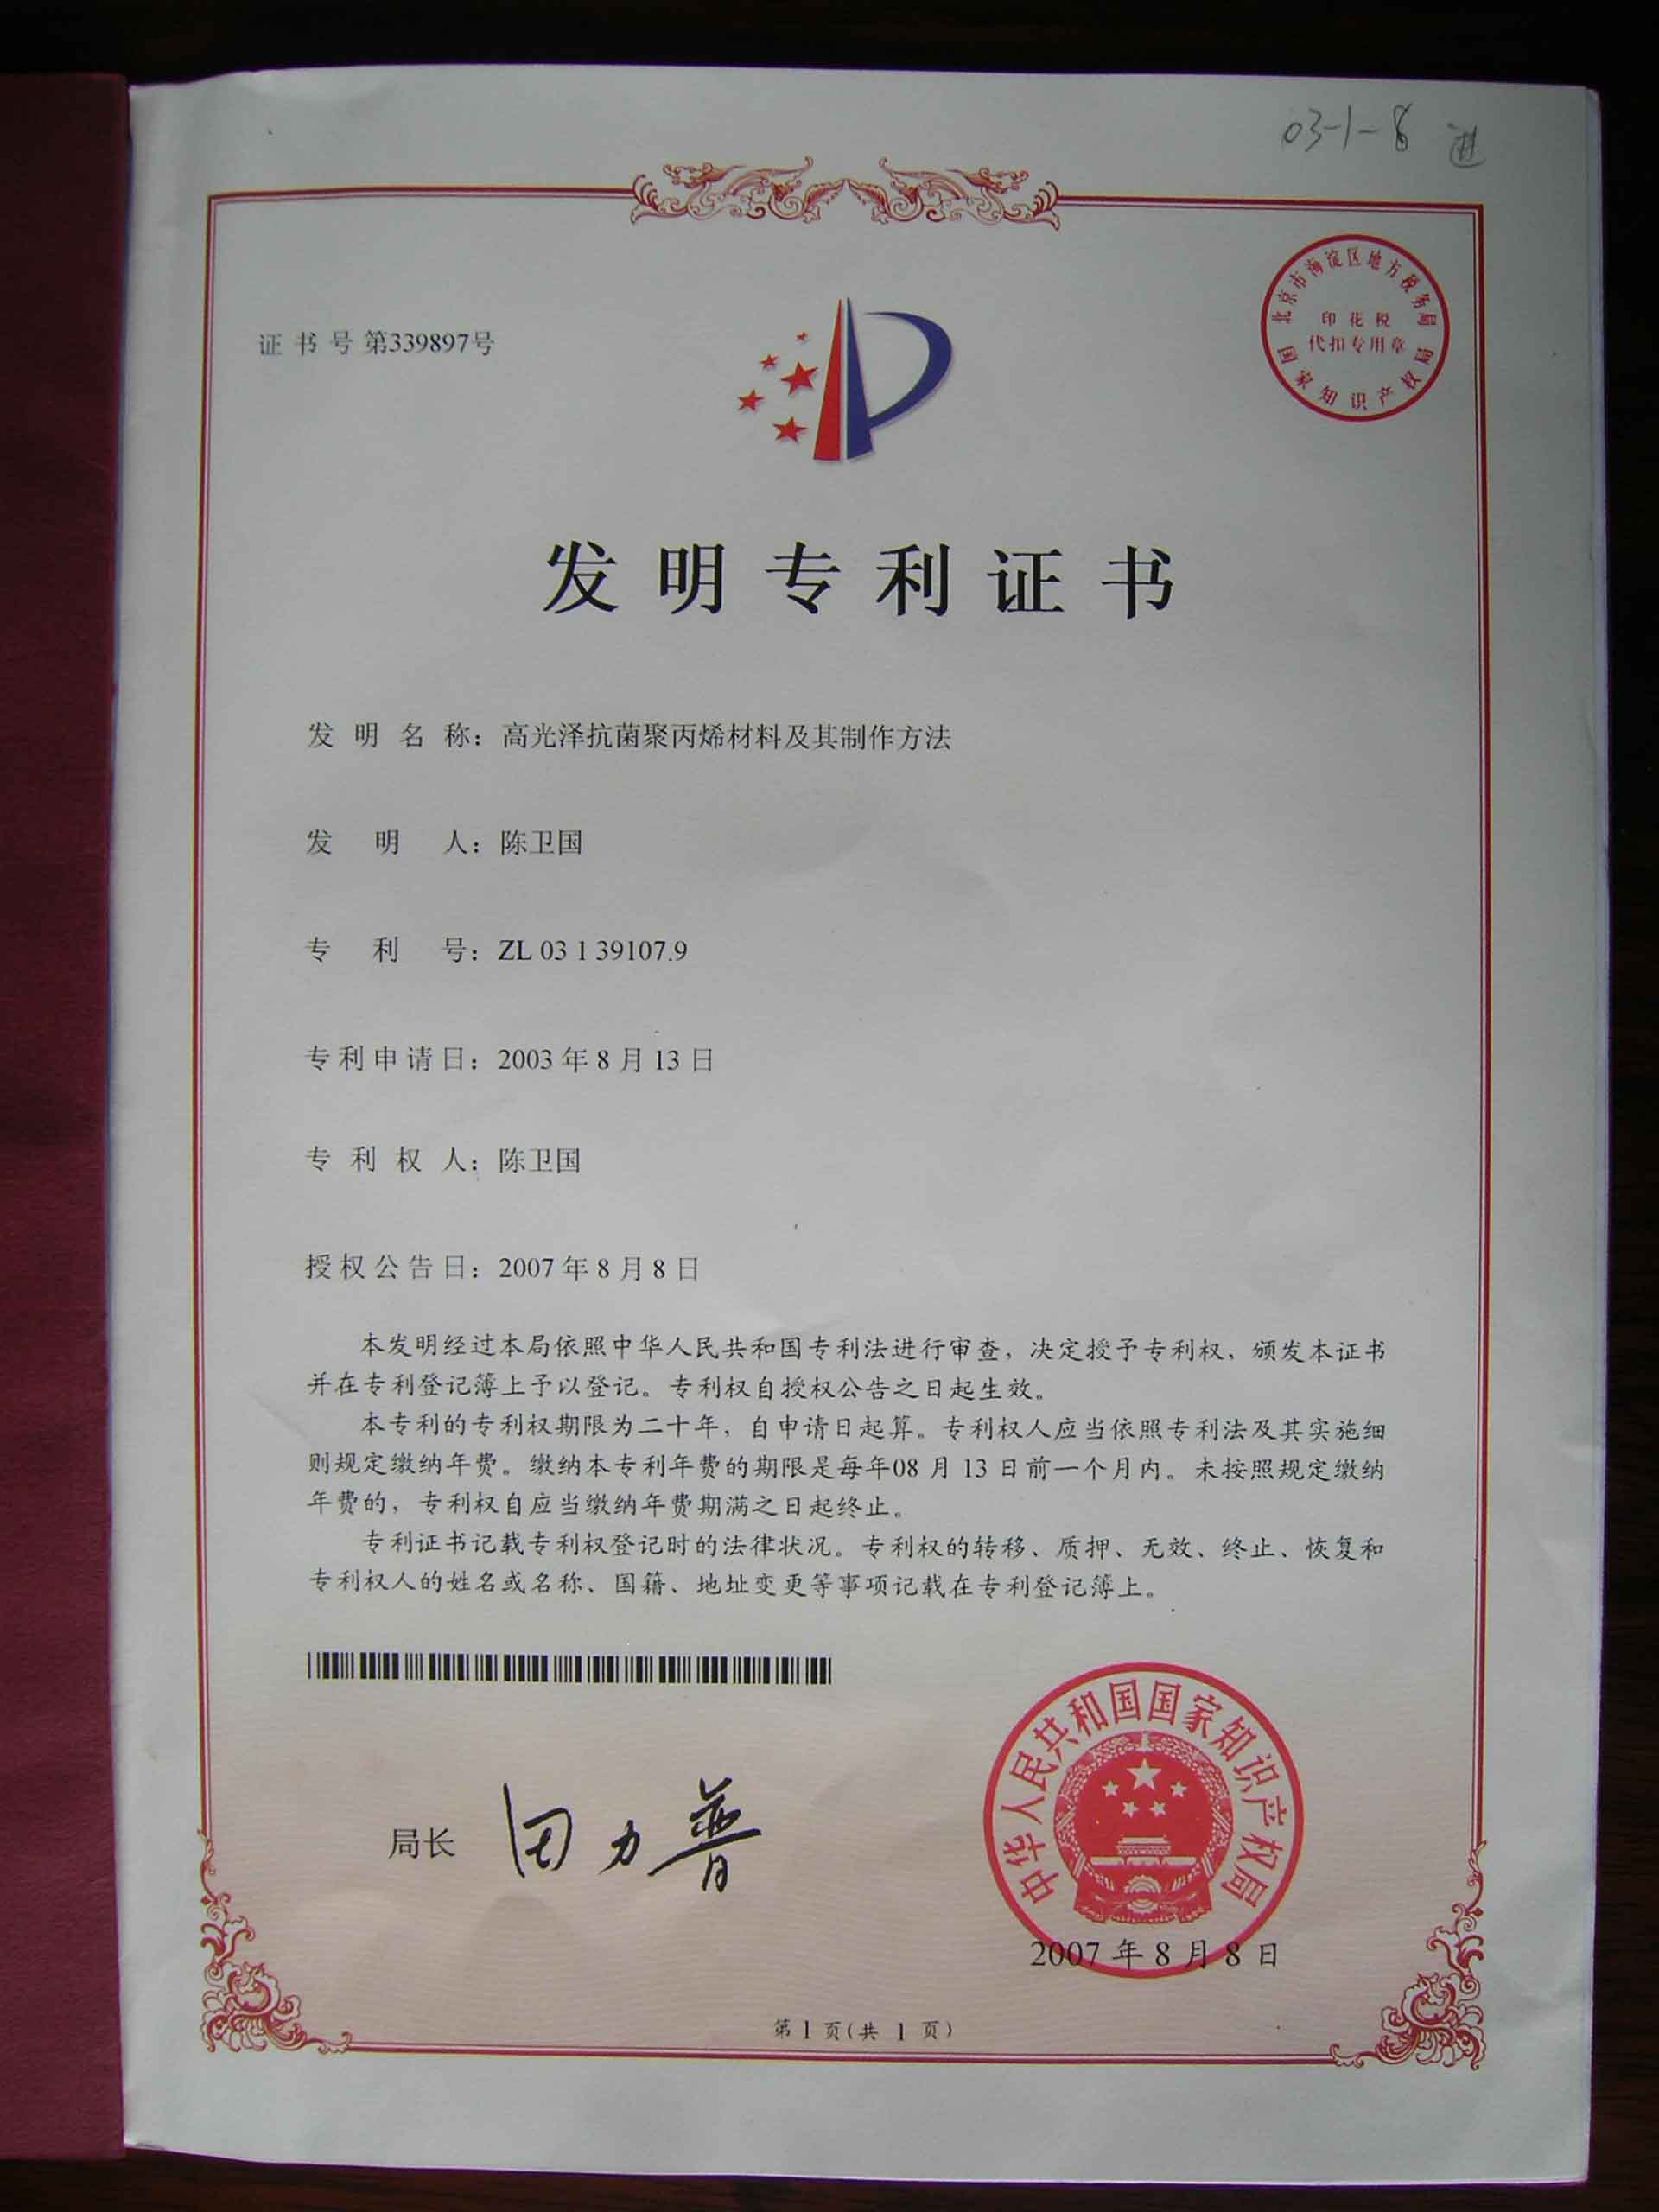 03-1-8
证书号第339897号
北京市海淀区地方税务局
印花税
代扣专用章
国家知识产权局
发明专利证书
发明名称：高光泽抗菌聚丙烯材料及其制作方法
发明人：陈卫国
专利号：ZL 03 1 39107.9
专利申请日：2003年8月13日
专利权人：陈卫国
授权公告日：2007年8月8日
本发明经过本局依照中华人民共和国专利法进行审查，决定授予专利权，颁发本证书
并在专利登记簿上予以登记。专利权自授权公告之日起生效。
本专利的专利权期限为二十年，自申请日起算。专利权人应当依照专利法及其实施细
则规定缴纳年费。缴纳本专利年费的期限是每年08月13日前一个月内。未按照规定缴纳
年费的，专利权自应当缴纳年费期满之日起终止。
专利证书记载专利权登记时的法律状况。专利权的转移、质押、无效、终止、恢复和
专利权人的姓名或名称、国籍、地址变更等事项记载在专利登记簿上。
局长 田力普
中华人民共和国国家知识产权局
2007年8月8日
第1页(共1页)